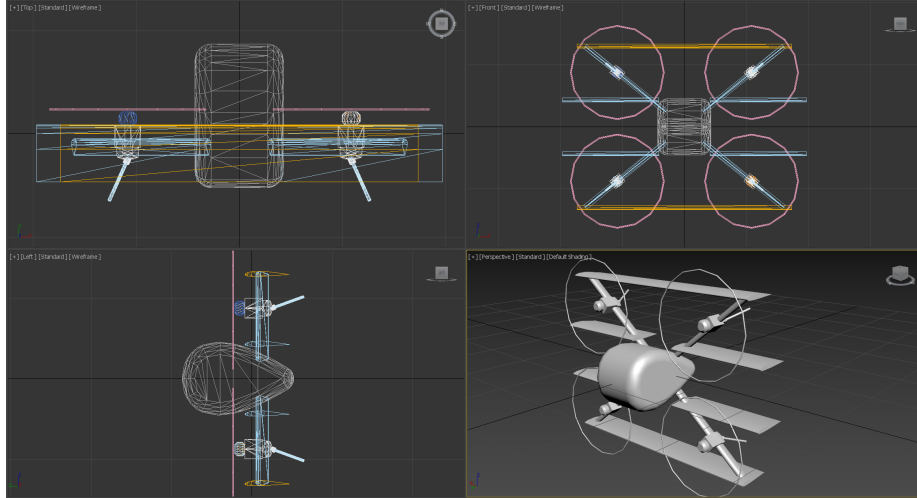 [+] [Top] [Standard] [Wireframe]
[+] [Front] [Standard] [Wireframe]
[+] [Left] [Standard] [Wireframe]
[+] [Perspective] [Standard] [Default Shading]